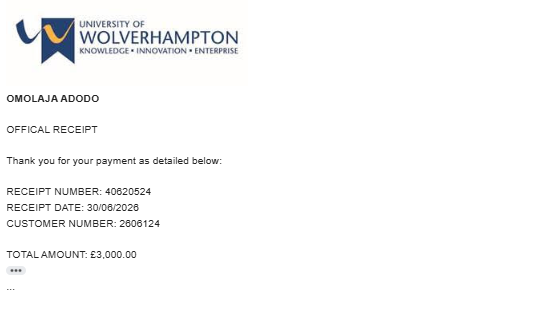 UNIVERSITY OF
WOLVERHAMPTON
KNOWLEDGE • INNOVATION • ENTERPRISE
OMOLAJA ADODO
OFFICAL RECEIPT
Thank you for your payment as detailed below:
RECEIPT NUMBER: 40620524
RECEIPT DATE: 30/06/2026
CUSTOMER NUMBER: 2606124
TOTAL AMOUNT: £3,000.00
•••
...